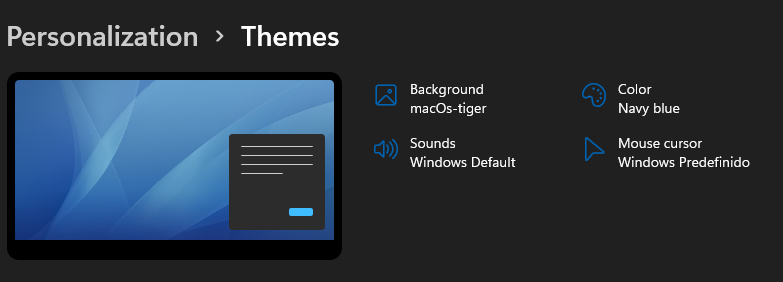 Personalization > Themes
Background
macOs-tiger
Color
Navy blue
Sounds
Windows Default
Mouse cursor
Windows Predefinido